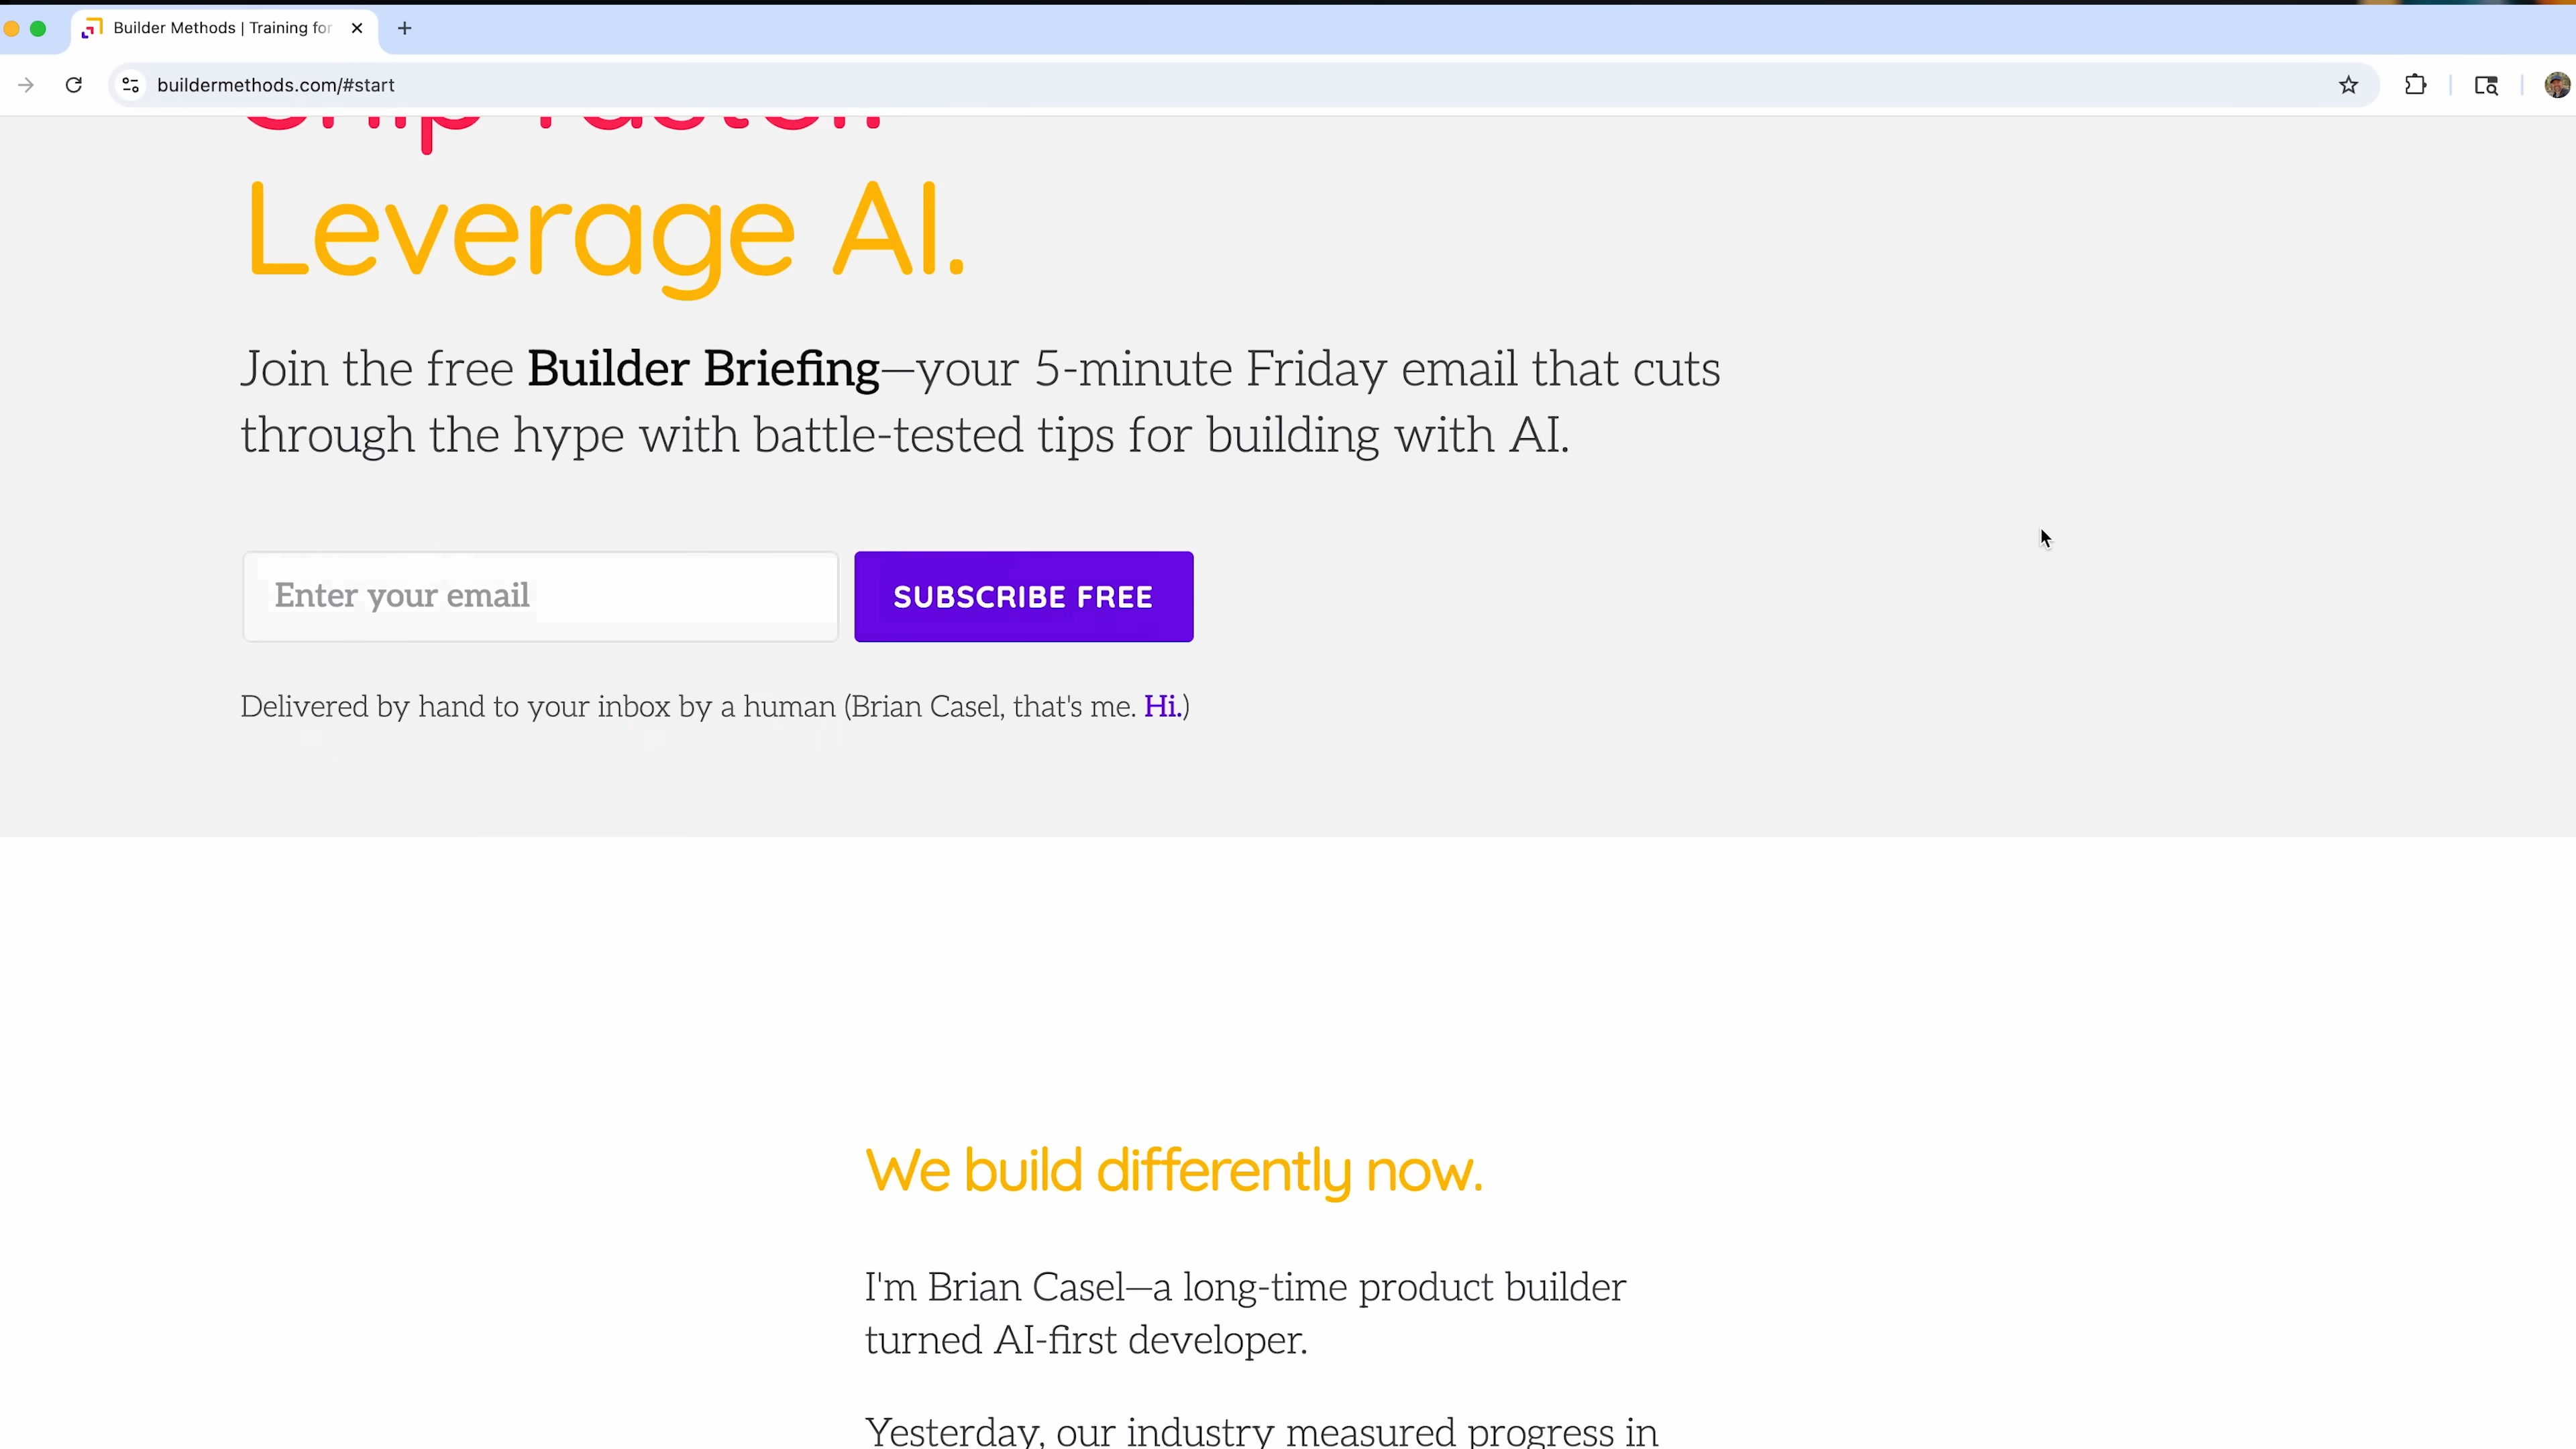 Builder Methods | Training for
buildermethods.com/#start
Leverage AI.
Join the free Builder Briefing—your 5-minute Friday email that cuts
through the hype with battle-tested tips for building with AI.
Enter your email
SUBSCRIBE FREE
Delivered by hand to your inbox by a human (Brian Casel, that's me. Hi.)
We build differently now.
I'm Brian Casel—a long-time product builder
turned AI-first developer.
Yesterday, our industry measured progress in